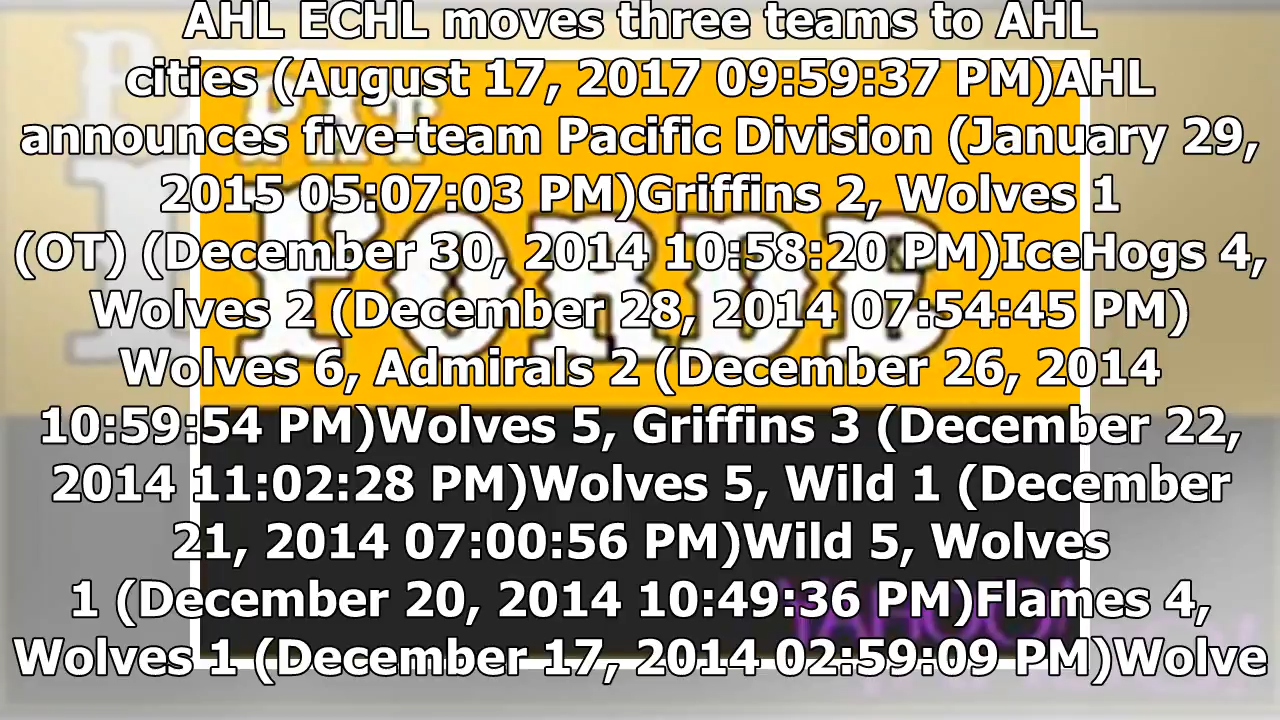 AHL ECHL moves three teams to AHL
cities (August 17, 2017 09:59:37 PM)AHL
announces five-team Pacific Division (January 29,
2015 05:07:03 PM)Griffins 2, Wolves 1
(OT) (December 30, 2014 10:58:20 PM)IceHogs 4,
Wolves 2 (December 28, 2014 07:54:45 PM)
Wolves 6, Admirals 2 (December 26, 2014
10:59:54 PM)Wolves 5, Griffins 3 (December 22,
2014 11:02:28 PM)Wolves 5, Wild 1 (December
21, 2014 07:00:56 PM)Wild 5, Wolves
1 (December 20, 2014 10:49:36 PM)Flames 4,
Wolves 1 (December 17, 2014 02:59:09 PM)Wolve
PAT
FORDE
YAHOO!